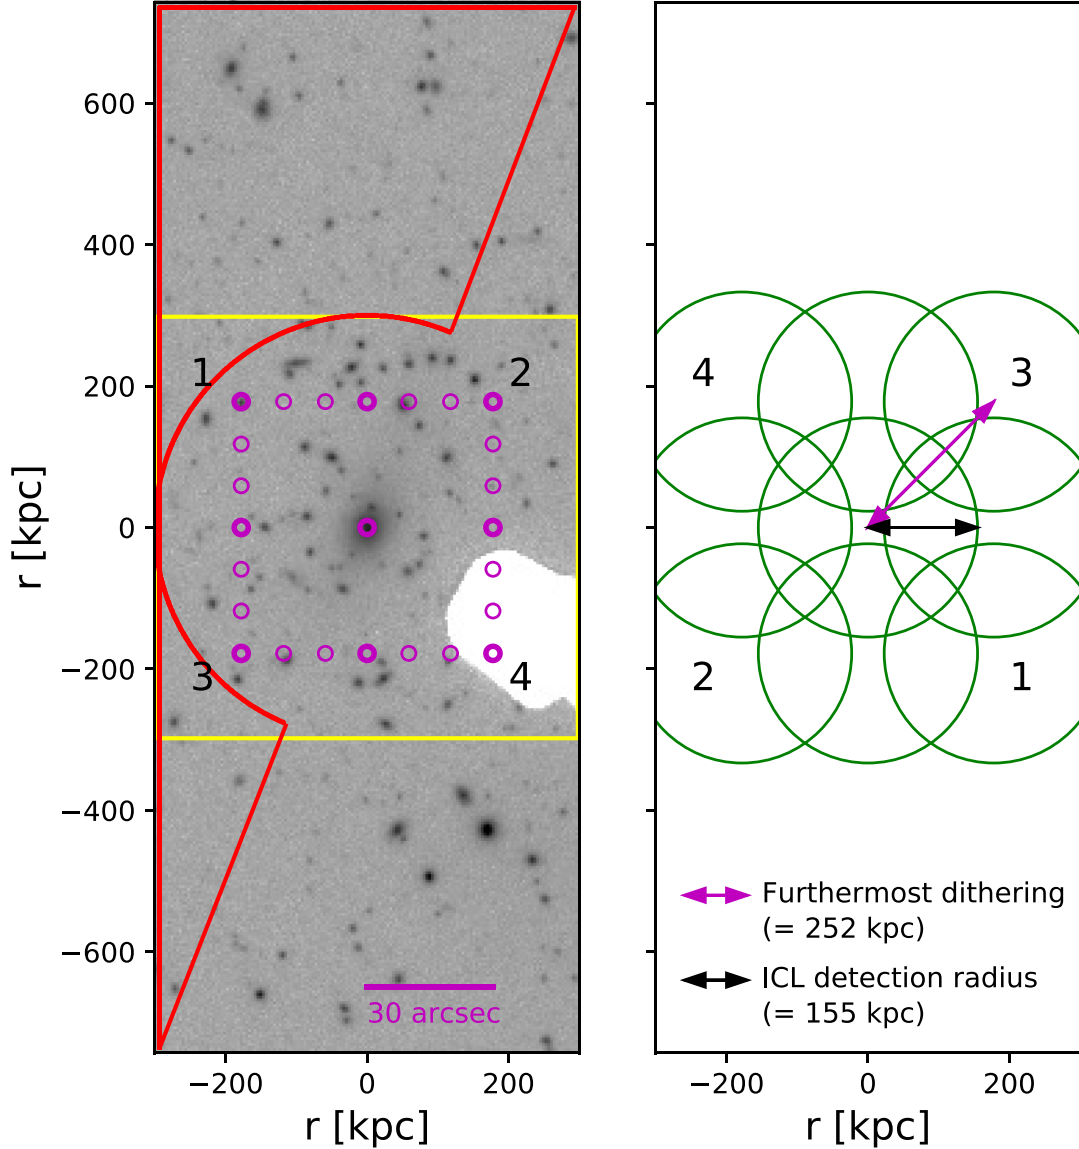 600
400
200
0
−200
−400
−600
r [kpc]
1
2
3
4
30 arcsec
−200
0
200
r [kpc]
4
3
2
1
Furthermost dithering
(= 252 kpc)
ICL detection radius
(= 155 kpc)
−200
0
200
r [kpc]